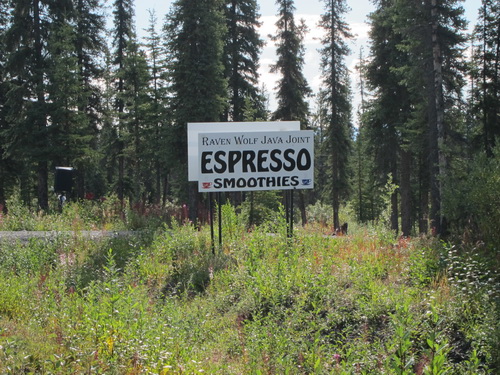 Raven Wolf Java Joint
ESPRESSO
SMOOTHIES